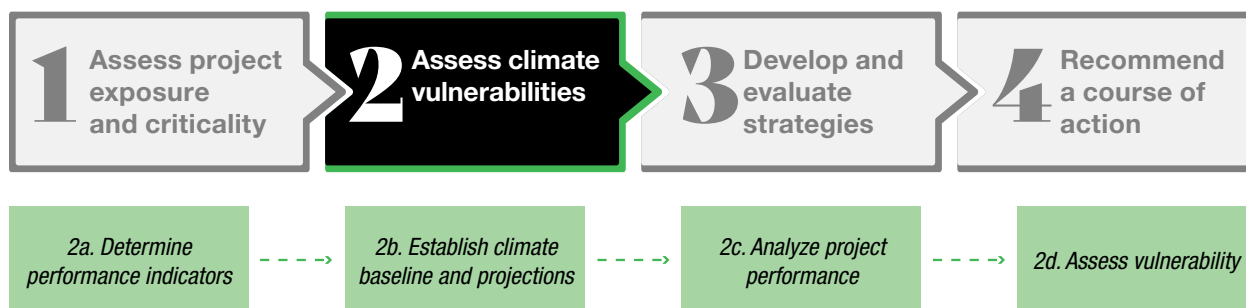 1 Assess project
exposure
and criticality
2 Assess climate
vulnerabilities
3 Develop and
evaluate
strategies
4 Recommend
a course of
action
2a. Determine
performance indicators
2b. Establish climate
baseline and projections
2c. Analyze project
performance
2d. Assess vulnerability